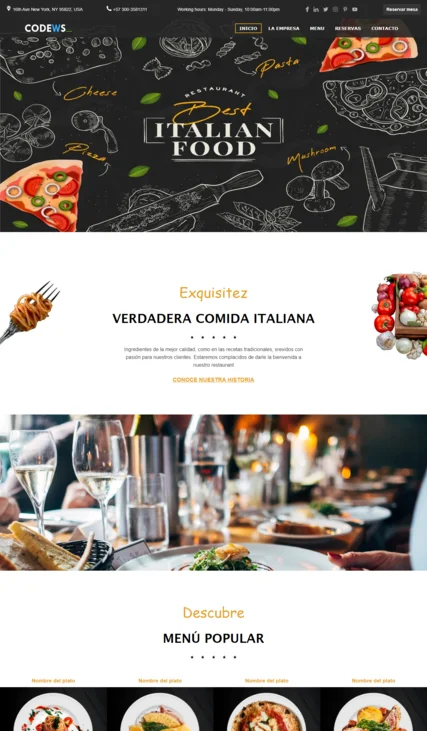 10th Ave New York, NY 95822, USA
+57 300-2581211
Working hours: Monday - Sunday, 10:00am-11:00pm
Reservar mesa
CODEWS
INICIO
LA EMPRESA
MENU
RESERVAS
CONTACTO
Pasta
Cheese
RESTAURANT
Best
ITALIAN
FOOD
Pizza
Mushroom
Exquisitez
VERDADERA COMIDA ITALIANA
Ingredientes de la mejor calidad, como en las recetas tradicionales, srevidos con
pasión para nuestros clientes. Estaremos complacidos de darle la bienvenida a
nuestro restaurant
CONOCE NUESTRA HISTORIA
Descubre
MENÚ POPULAR
Nombre del plato
Nombre del plato
Nombre del plato
Nombre del plato